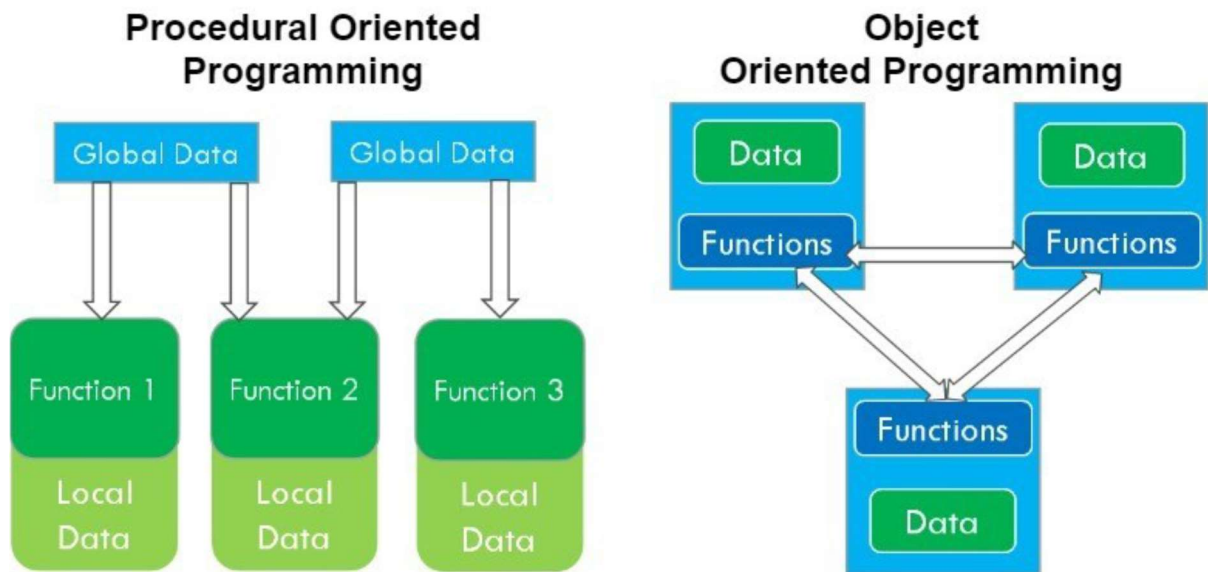 Procedural Oriented
Programming
Global Data
Global Data
Function 1
Function 2
Function 3
Local
Data
Local
Data
Local
Data
Object
Oriented Programming
Data
Functions
Data
Functions
Functions
Data